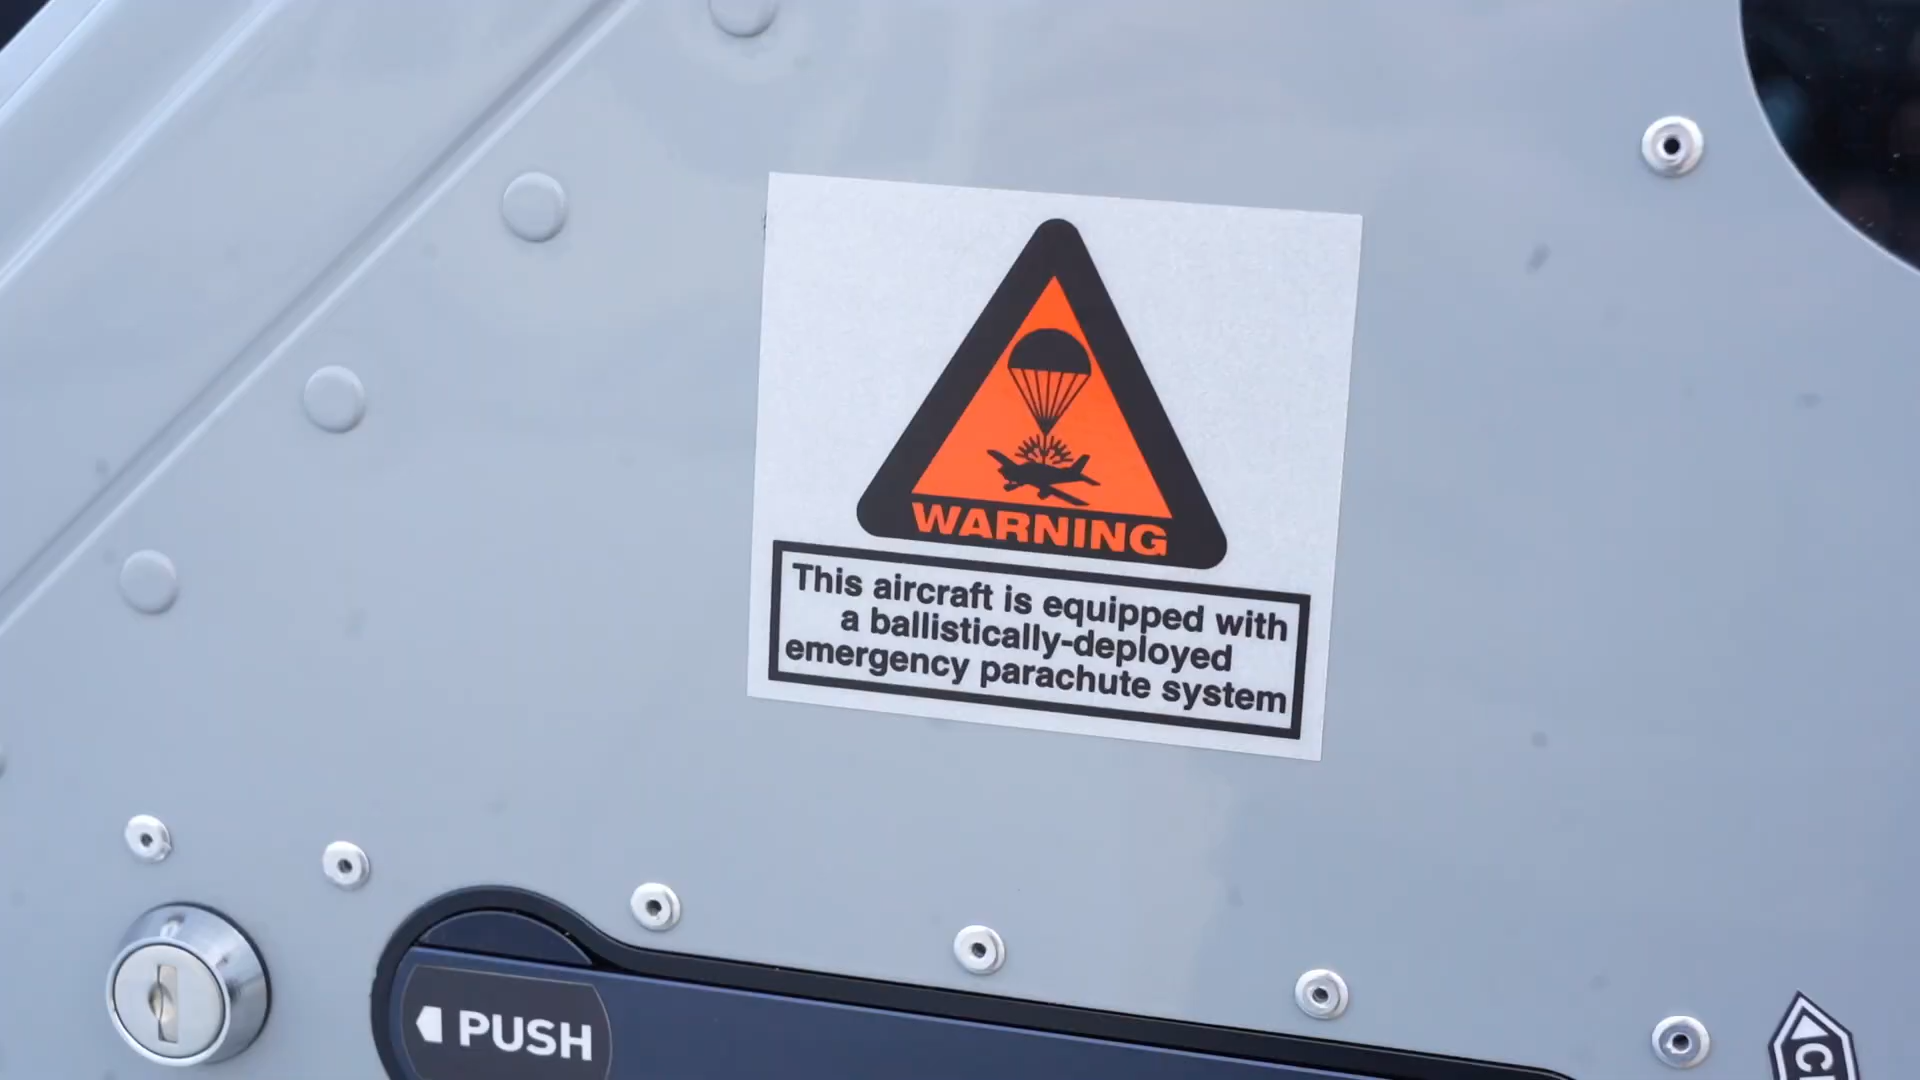 WARNING
This aircraft is equipped with
a ballistically-deployed
emergency parachute system
PUSH